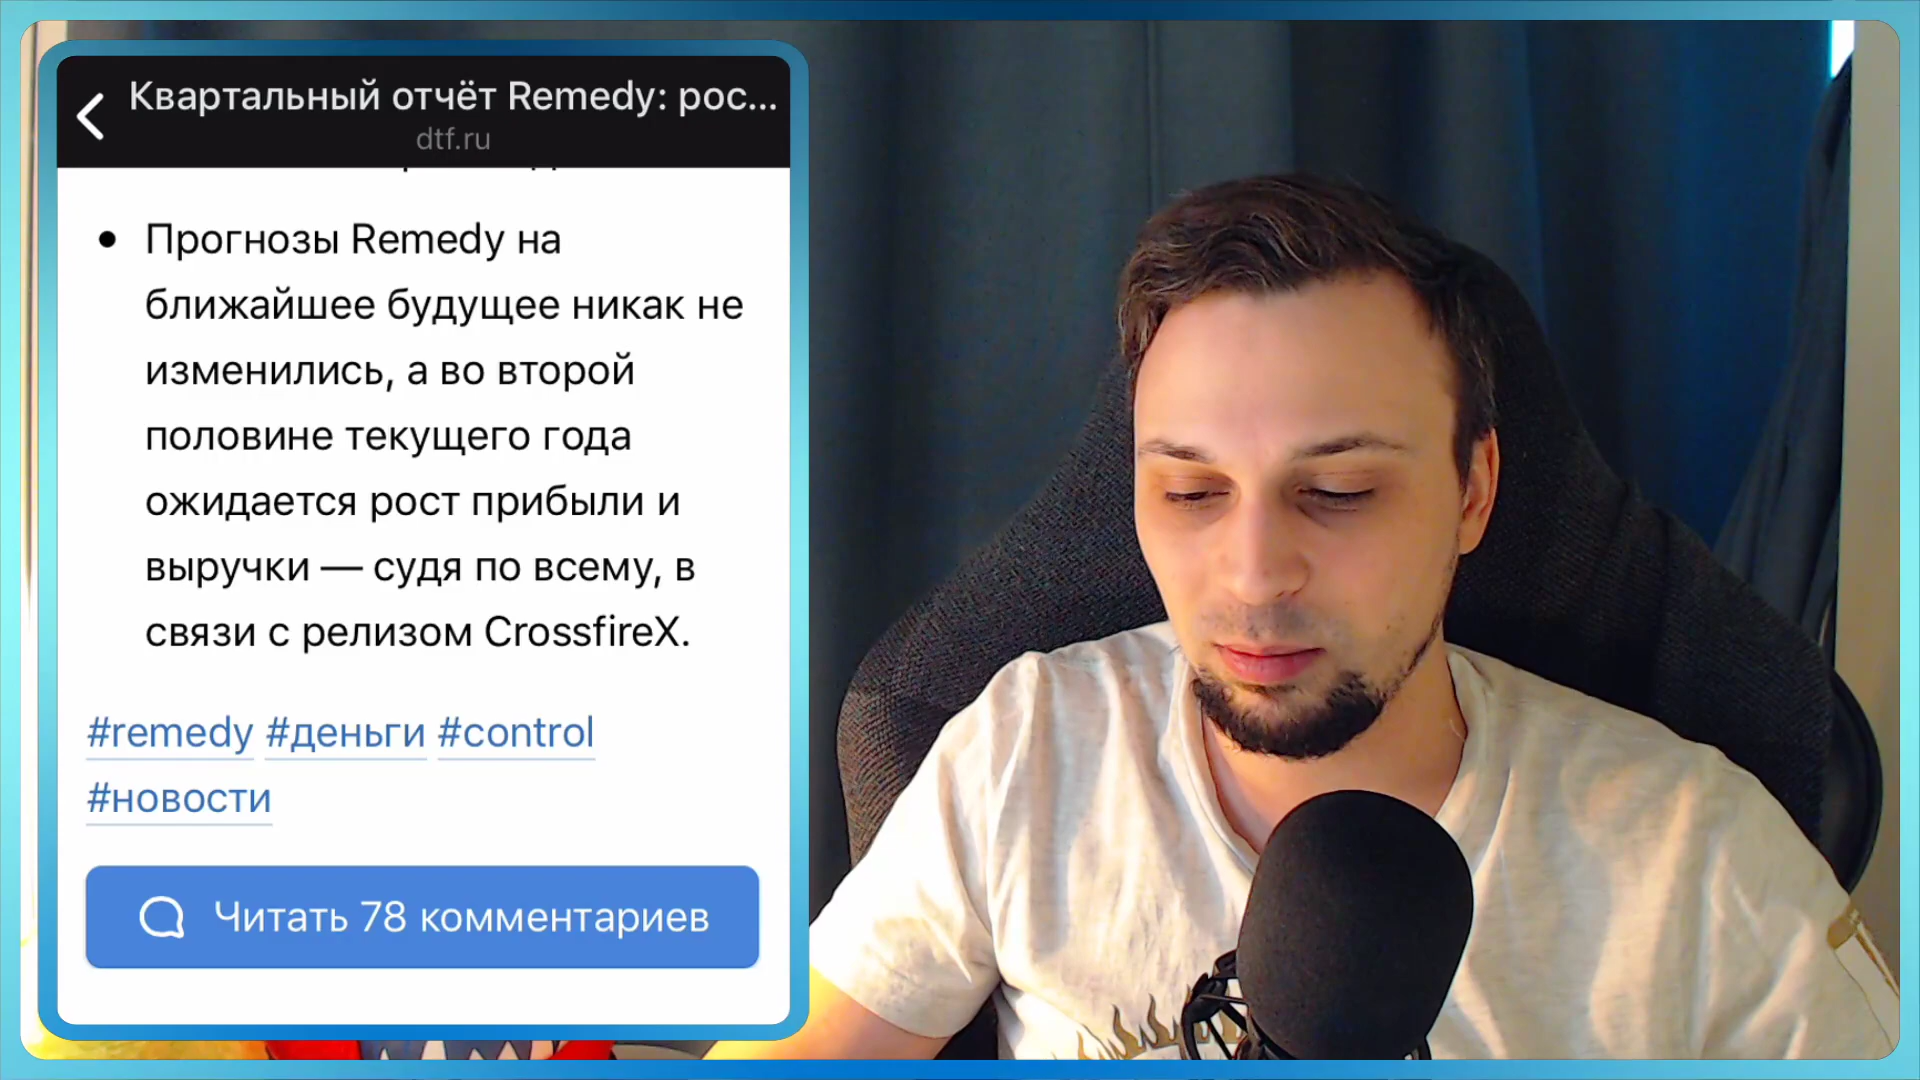 Квартальный отчёт Remedy: рос...
dtf.ru
Прогнозы Remedy на
ближайшее будущее никак не
изменились, а во второй
половине текущего года
ожидается рост прибыли и
выручки — судя по всему, в
связи с релизом CrossfireX.
#remedy #деньги #control
#новости
Читать 78 комментариев